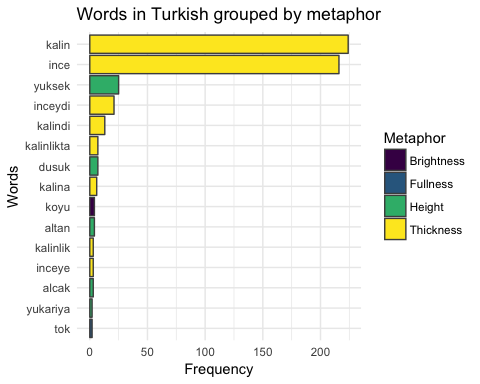 Words in Turkish grouped by metaphor
kalin
ince
yuksek
inceydi
kalindi
kalinlikta
dusuk
kalina
koyu
altan
kalinlik
inceye
alcak
yukariya
tok
Words
0 50 100 150 200
Frequency
Metaphor
Brightness
Fullness
Height
Thickness